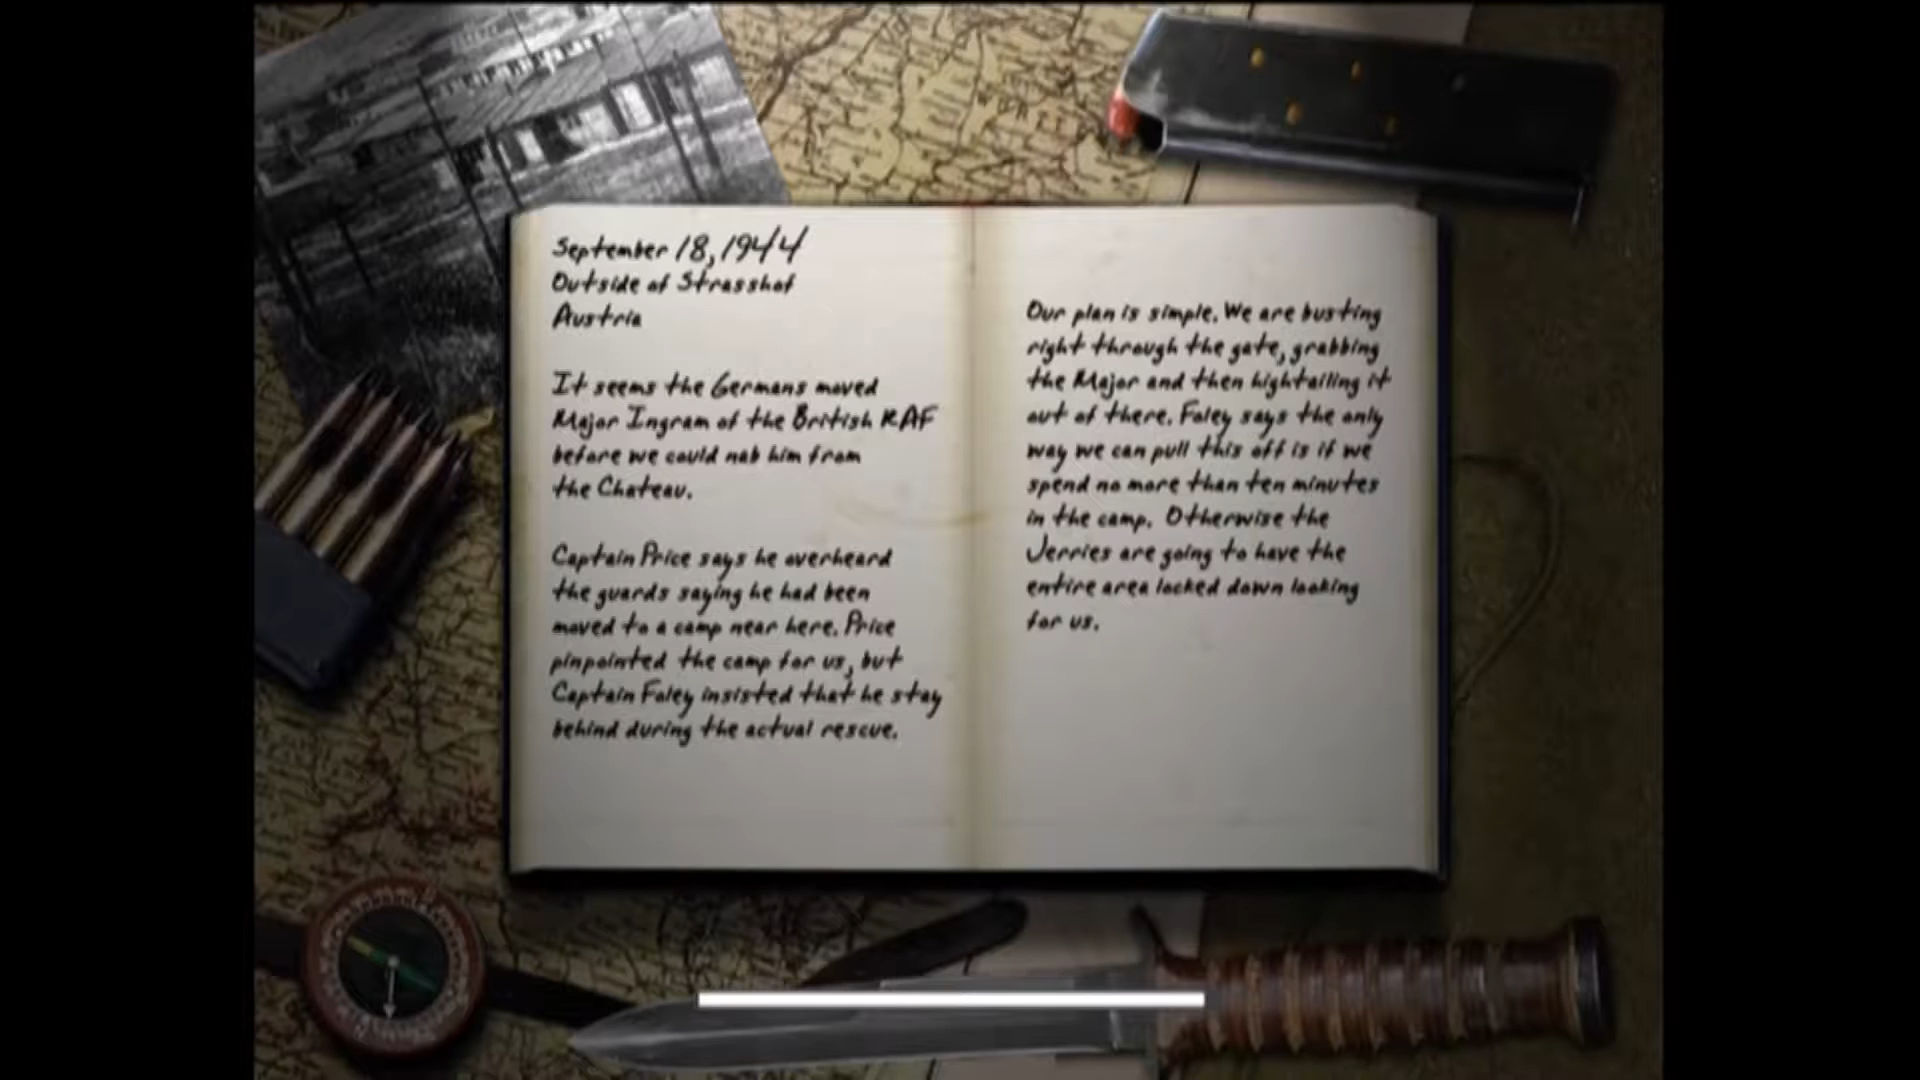 September 18, 1944
Outside of Strasshof
Austria
It seems the Germans moved
Major Ingram of the British RAF
before we could nab him from
the Chateau.
Captain Price says he overheard
the guards saying he had been
moved to a camp near here. Price
pinpointed the camp for us, but
Captain Foley insisted that he stay
behind during the actual rescue.
Our plan is simple. We are busting
right through the gate, grabbing
the Major and then hightailing it
out of there. Foley says the only
way we can pull this off is if we
spend no more than ten minutes
in the camp. Otherwise the
Jerries are going to have the
entire area locked down looking
for us.